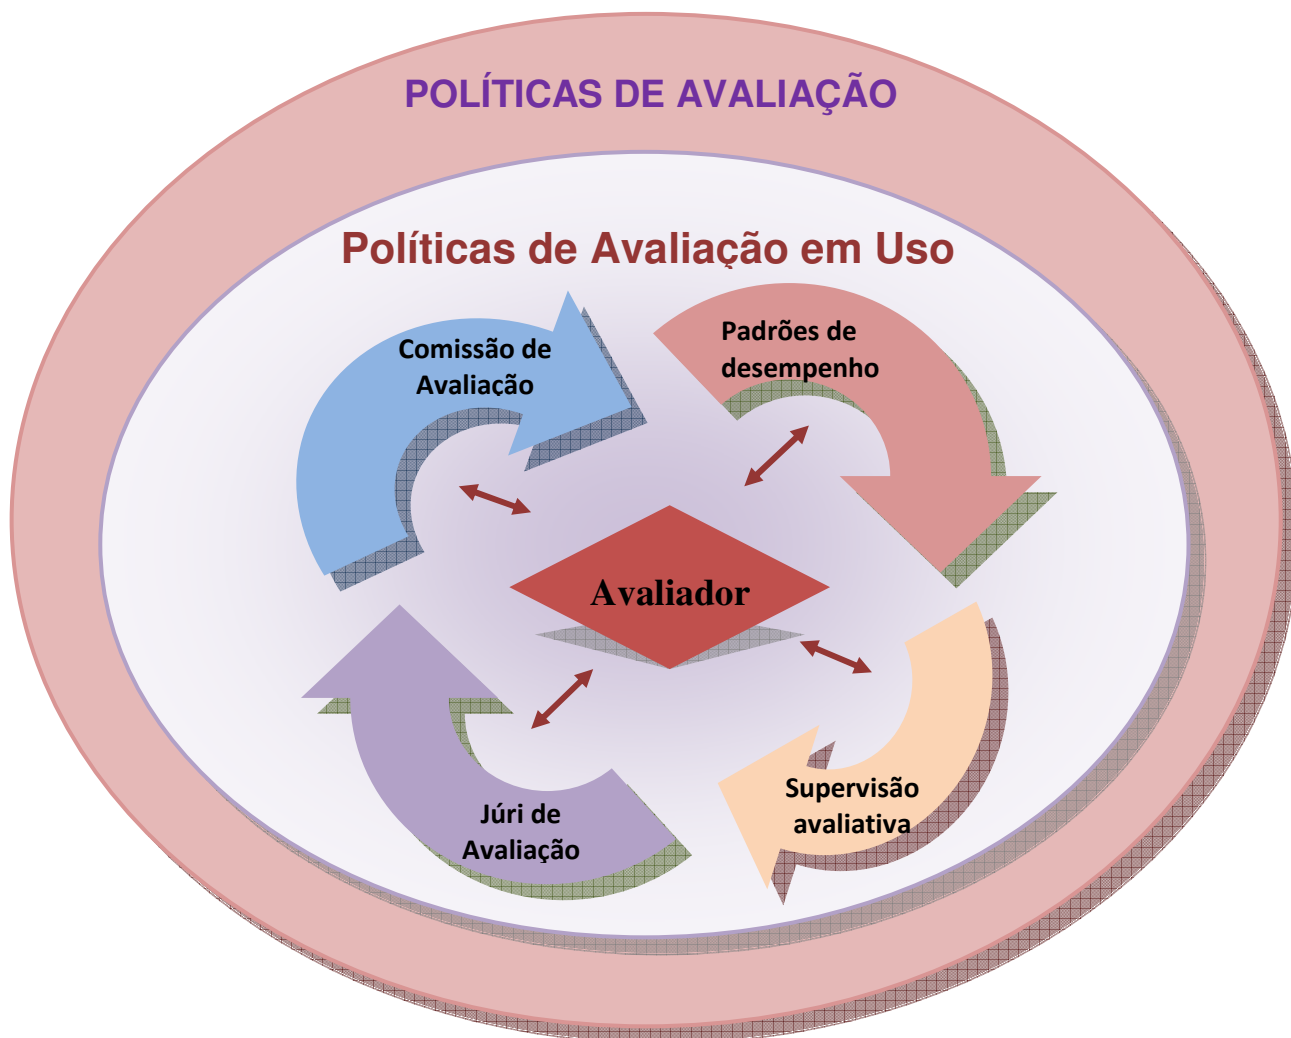 POLÍTICAS DE AVALIAÇÃO
Políticas de Avaliação em Uso
Comissão de
Avaliação
Padrões de
desempenho
Avaliador
Supervisão
avaliativa
Júri de
Avaliação